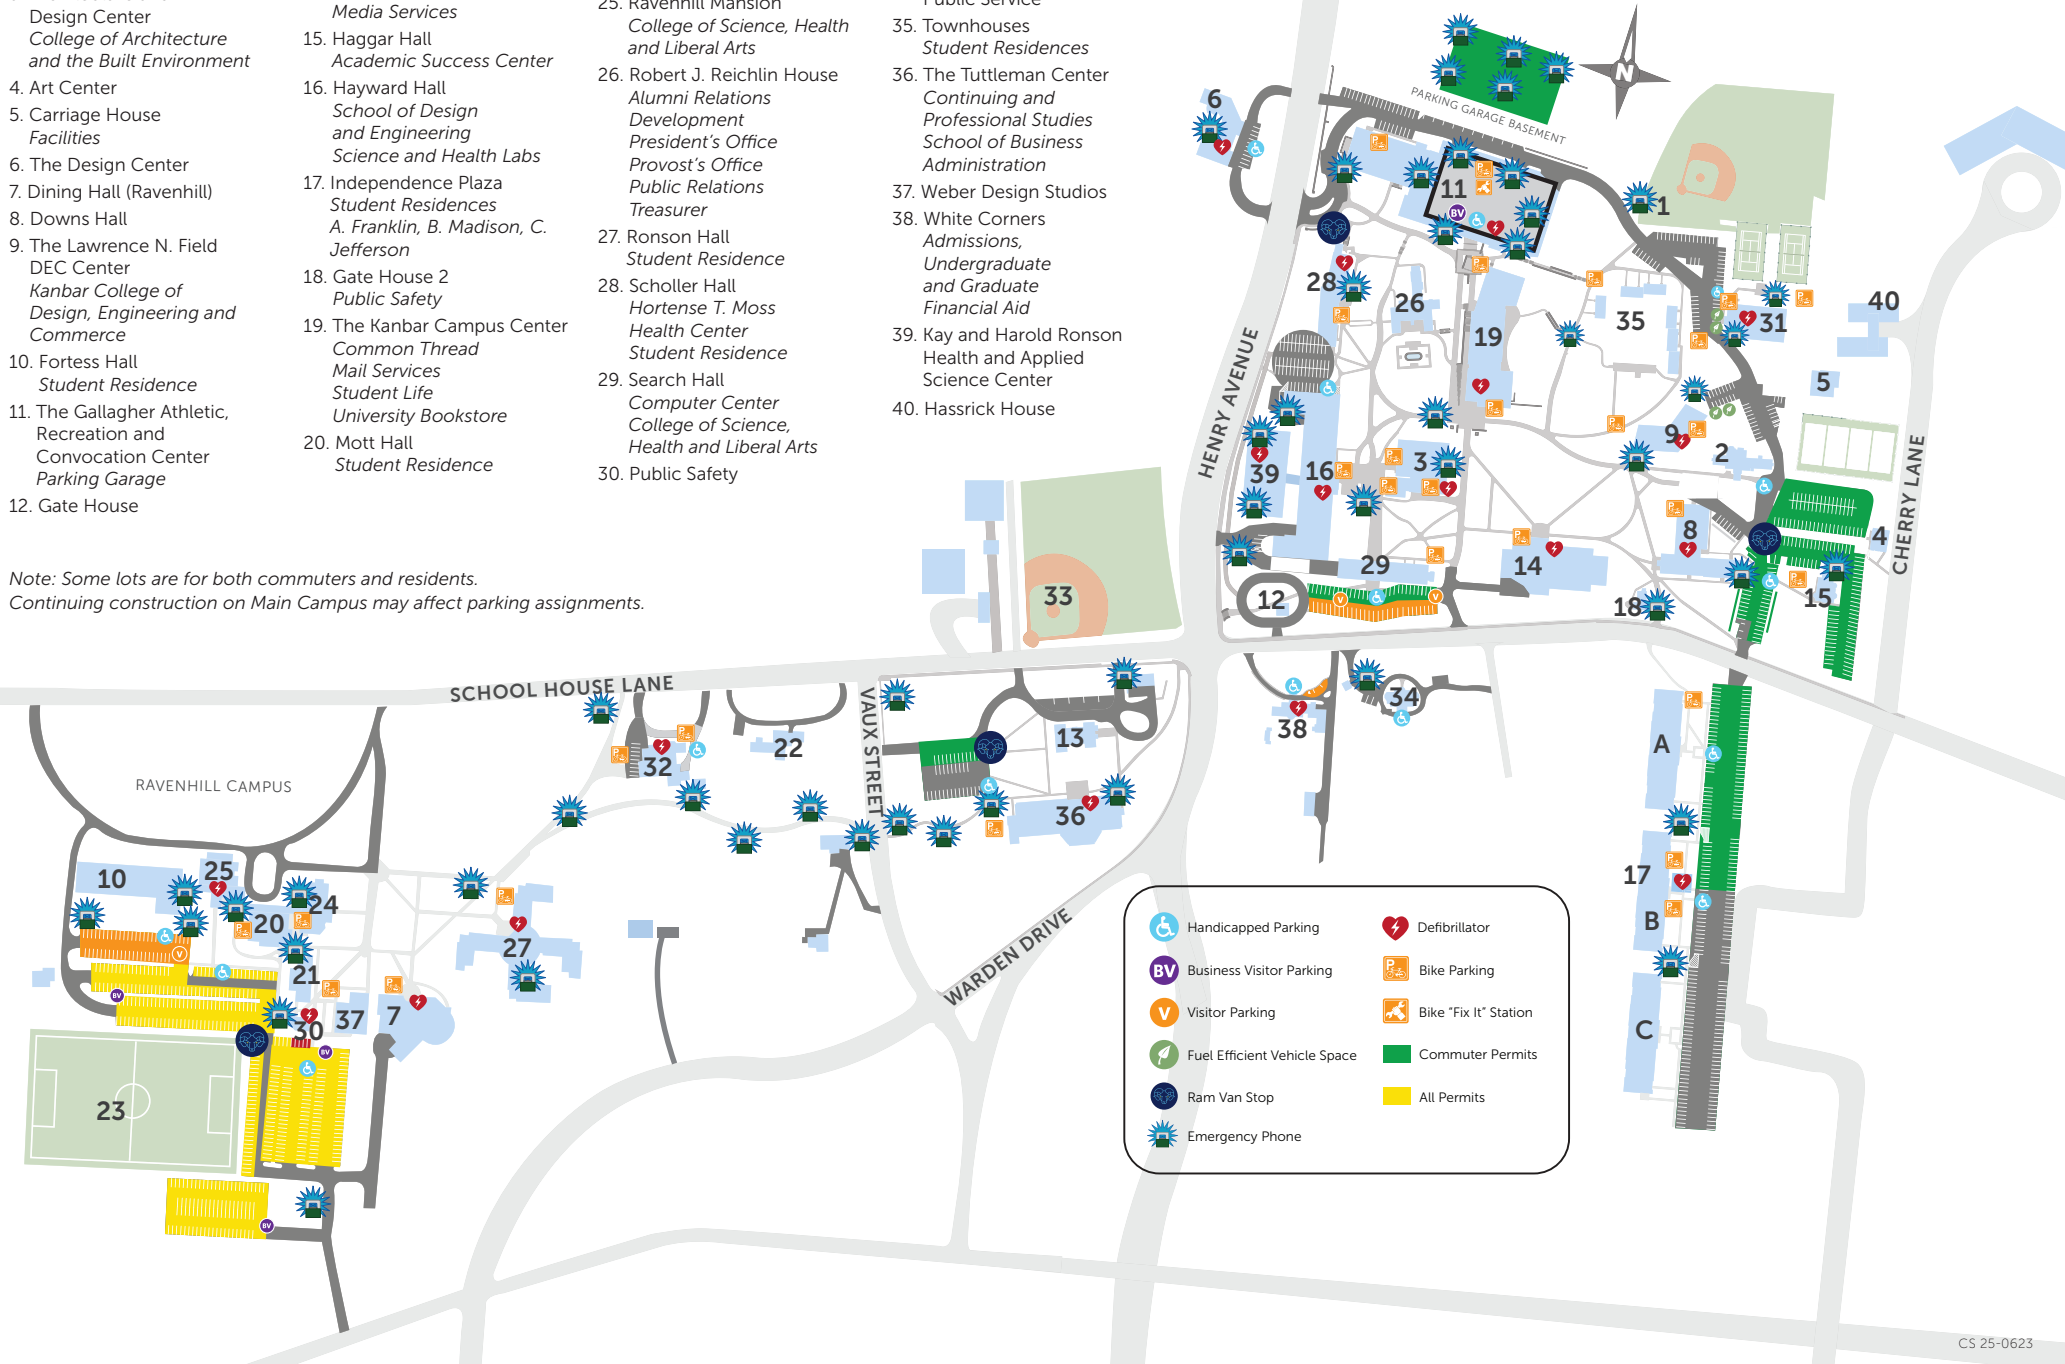 Design Center
College of Architecture
and the Built Environment
4. Art Center
5. Carriage House
Facilities
6. The Design Center
7. Dining Hall (Ravenhill)
8. Downs Hall
9. The Lawrence N. Field
DEC Center
Kanbar College of
Design, Engineering and
Commerce
10. Fortess Hall
Student Residence
11. The Gallagher Athletic,
Recreation and
Convocation Center
Parking Garage
12. Gate House
Media Services
15. Haggar Hall
Academic Success Center
16. Hayward Hall
School of Design
and Engineering
Science and Health Labs
17. Independence Plaza
Student Residences
A. Franklin, B. Madison, C.
Jefferson
18. Gate House 2
Public Safety
19. The Kanbar Campus Center
Common Thread
Mail Services
Student Life
University Bookstore
20. Mott Hall
Student Residence
25. Ravenhill Mansion
College of Science, Health
and Liberal Arts
26. Robert J. Reichlin House
Alumni Relations
Development
President's Office
Provost's Office
Public Relations
Treasurer
27. Ronson Hall
Student Residence
28. Scholler Hall
Hortense T. Moss
Health Center
Student Residence
29. Search Hall
Computer Center
College of Science,
Health and Liberal Arts
30. Public Safety
Public Service
35. Townhouses
Student Residences
36. The Tuttleman Center
Continuing and
Professional Studies
School of Business
Administration
37. Weber Design Studios
38. White Corners
Admissions,
Undergraduate
and Graduate
Financial Aid
39. Kay and Harold Ronson
Health and Applied
Science Center
40. Hassrick House
Note: Some lots are for both commuters and residents.
Continuing construction on Main Campus may affect parking assignments.
N
PARKING GARAGE BASEMENT
6
11
BV
1
28
26
19
35
31
40
5
HENRY AVENUE
39
16
3
9
2
CHERRY LANE
8
4
29
14
12
V
V
18
15
33
SCHOOL HOUSE LANE
VAUX STREET
34
38
13
22
32
36
A
17
B
C
RAVENHILL CAMPUS
10
25
24
20
27
V
21
BV
37
7
30
BV
23
BV
WARDEN DRIVE
Handicapped Parking
BV Business Visitor Parking
V Visitor Parking
Fuel Efficient Vehicle Space
Ram Van Stop
Emergency Phone
Defibrillator
P Bike Parking
Bike "Fix It" Station
Commuter Permits
All Permits
CS 25-0623